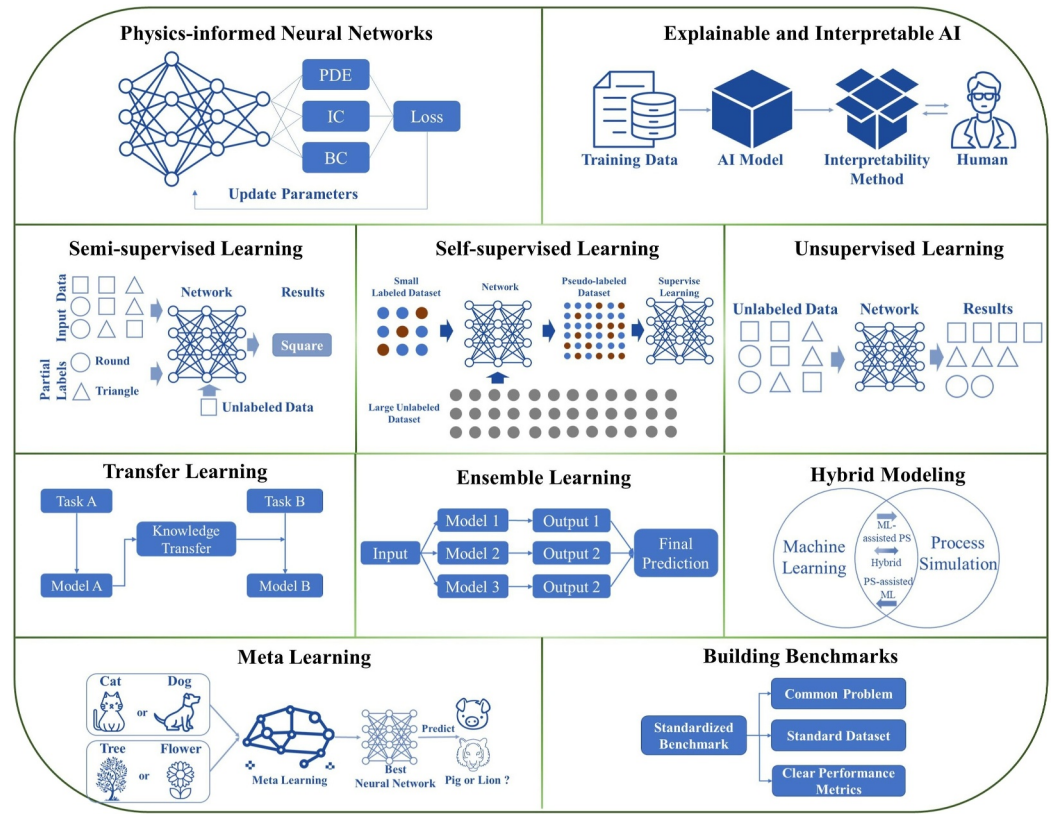 Physics-informed Neural Networks
PDE
IC
BC
Loss
Update Parameters
Explainable and Interpretable AI
Training Data
AI Model
Interpretability
Method
Human
Semi-supervised Learning
Input Data
Network
Results
Square
Partial
Labels
Round
Triangle
Unlabeled Data
Self-supervised Learning
Small
Labeled Dataset
Network
Pseudo-labeled
Dataset
Supervise
Learning
Large Unlabeled
Dataset
Unsupervised Learning
Unlabeled Data
Network
Results
Transfer Learning
Task A
Task B
Knowledge
Transfer
Model A
Model B
Ensemble Learning
Input
Model 1
Output 1
Model 2
Output 2
Model 3
Output 2
Final
Prediction
Hybrid Modeling
Machine
Learning
ML-
assisted PS
Hybrid
PS-assisted
ML
Process
Simulation
Meta Learning
Cat
or
Dog
Tree
or
Flower
Meta Learning
Best
Neural Network
Predict
Pig or Lion ?
Building Benchmarks
Standardized
Benchmark
Common Problem
Standard Dataset
Clear Performance
Metrics